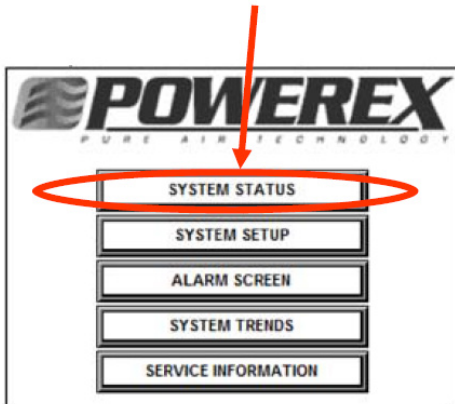 POWEREX
PURE AIR TECHNOLOGY
SYSTEM STATUS
SYSTEM SETUP
ALARM SCREEN
SYSTEM TRENDS
SERVICE INFORMATION